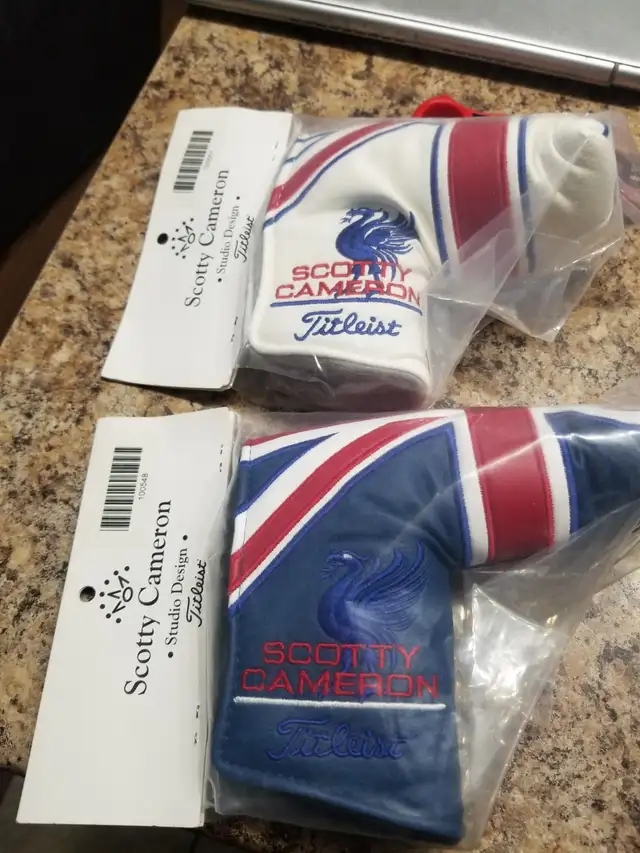 Scotty Cameron
• Studio Design •
Titleist
SCOTTY
CAMERON
Titleist
100548
Scotty Cameron
• Studio Design •
Titleist
SCOTTY
CAMERON
Titleist